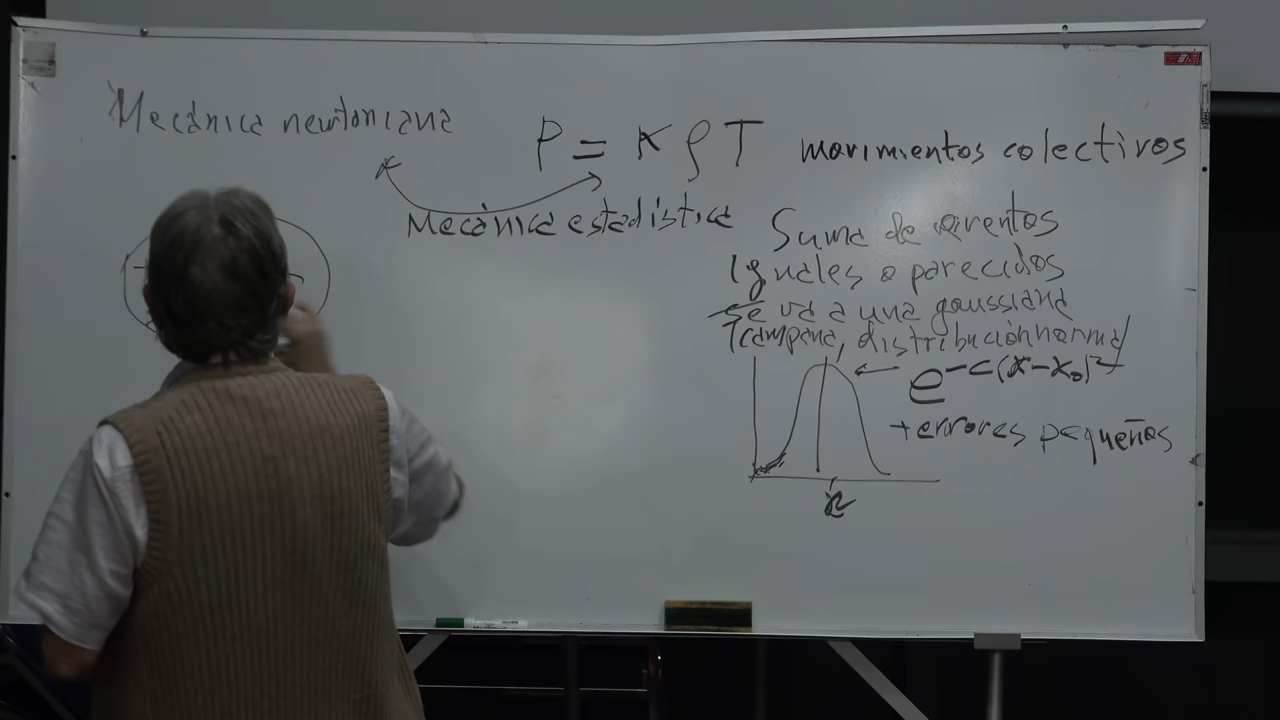 Mecánica newtoniana
P = K ρ T movimientos colectivos
Mecánica estadística
Suma de eventos
Iguales o parecidos
se va a una gaussiana
(campana, distribución normal
e^-c(x-x₀)²
+ errores pequeños